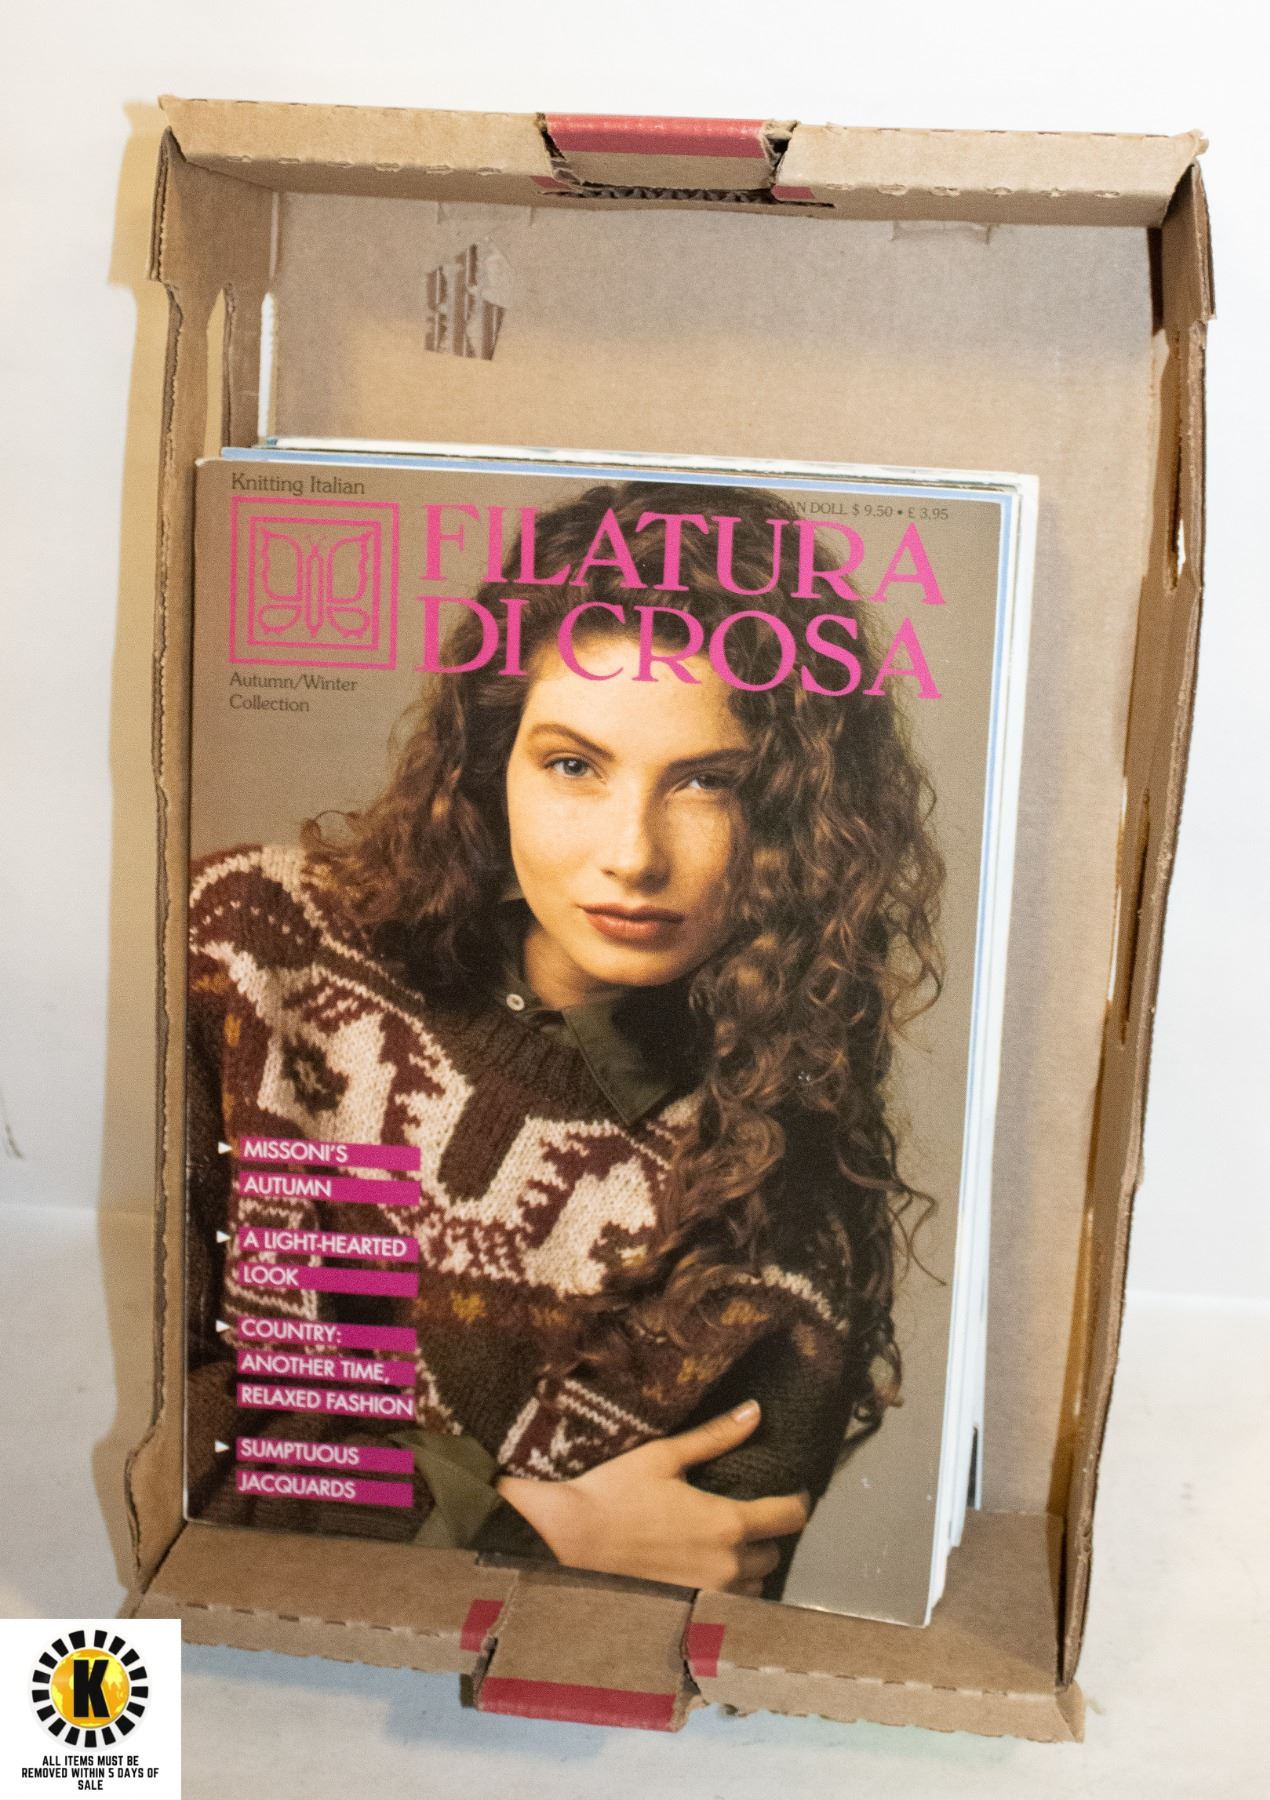 Knitting Italian
AN DOLL $ 9,50 • £ 3,95
FILATURA
DI CROSA
Autumn/Winter
Collection
MISSONI'S
AUTUMN
A LIGHT-HEARTED
LOOK
COUNTRY:
ANOTHER TIME,
RELAXED FASHION
SUMPTUOUS
JACQUARDS
K
ALL ITEMS MUST BE
REMOVED WITHIN 5 DAYS OF
SALE